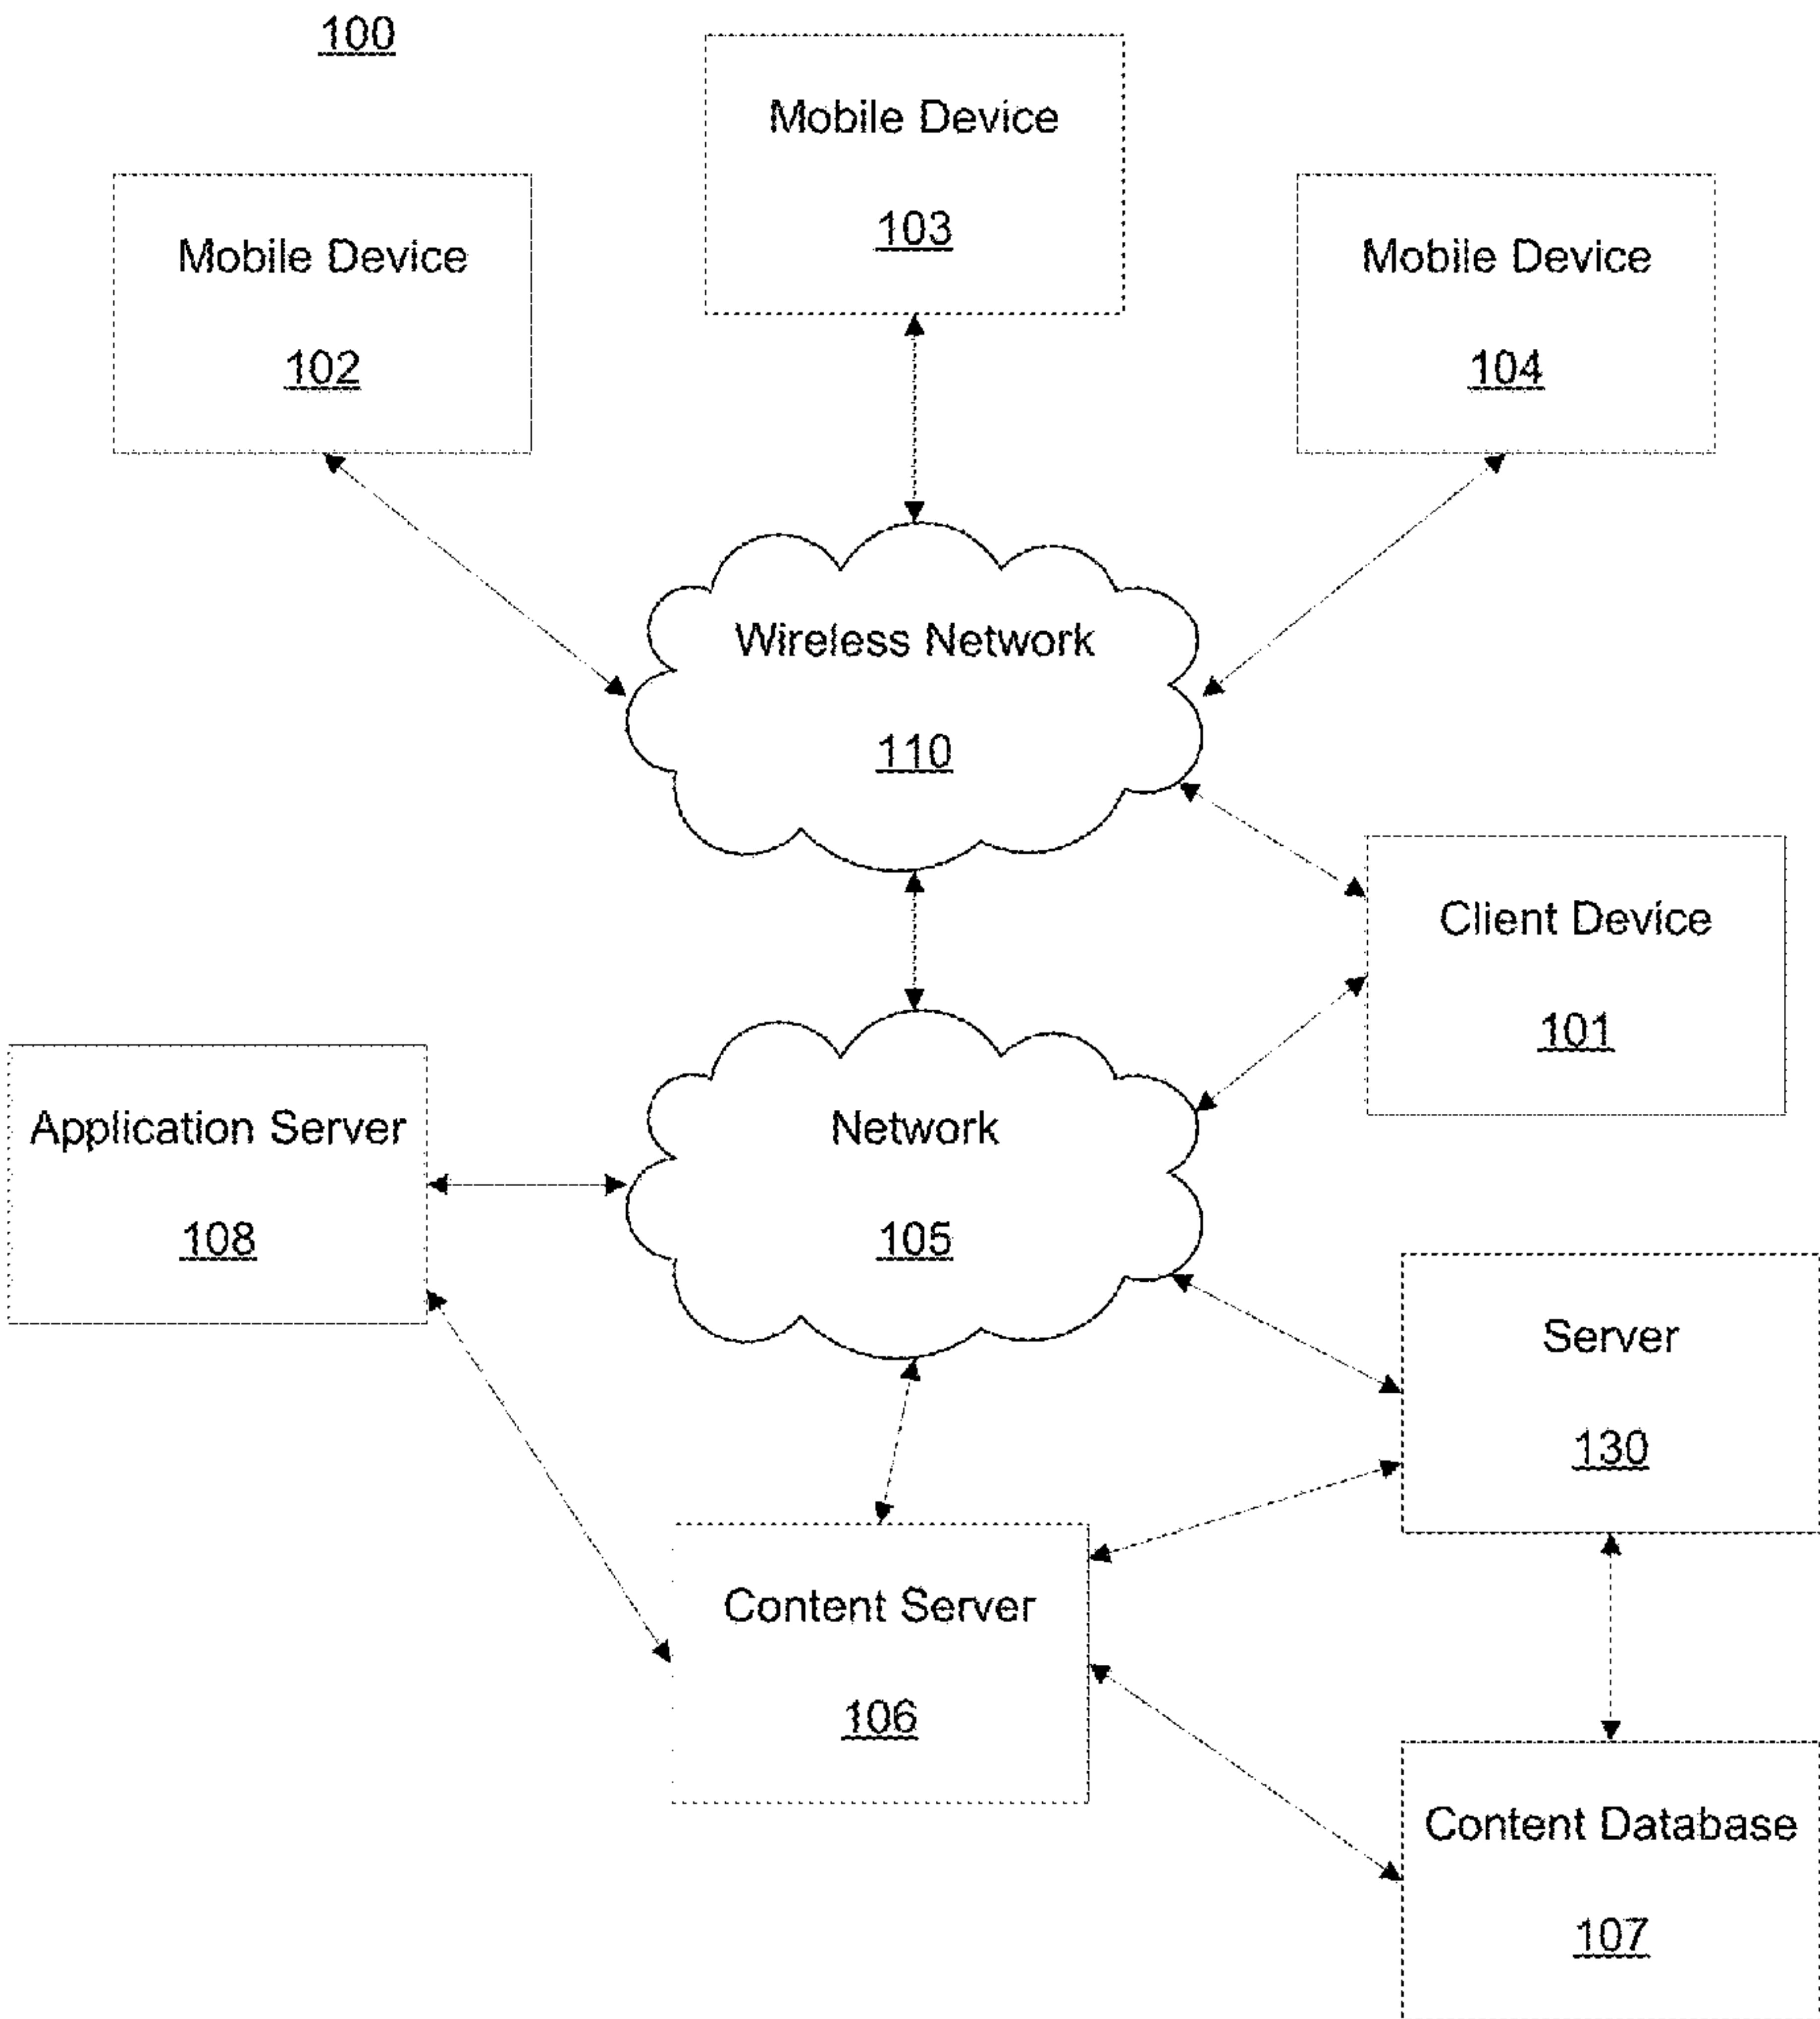 100
Mobile Device
103
Mobile Device
102
Mobile Device
104
Wireless Network
110
Client Device
101
Application Server
108
Network
105
Server
130
Content Server
106
Content Database
107